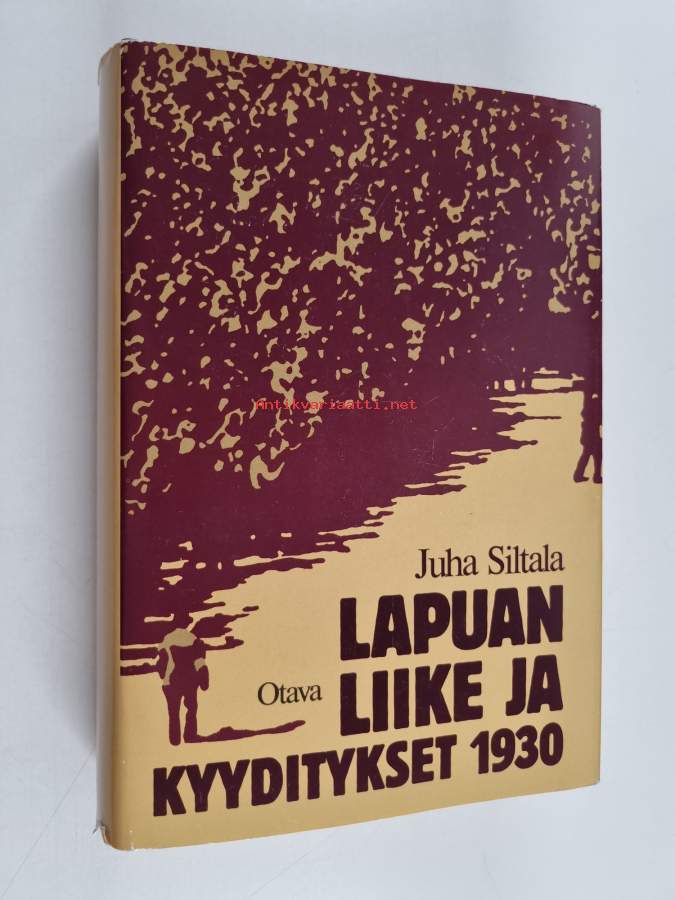 Antikvariaatti.net
Juha Siltala
LAPUAN
Otava LIIKE JA
KYYDITYKSET 1930